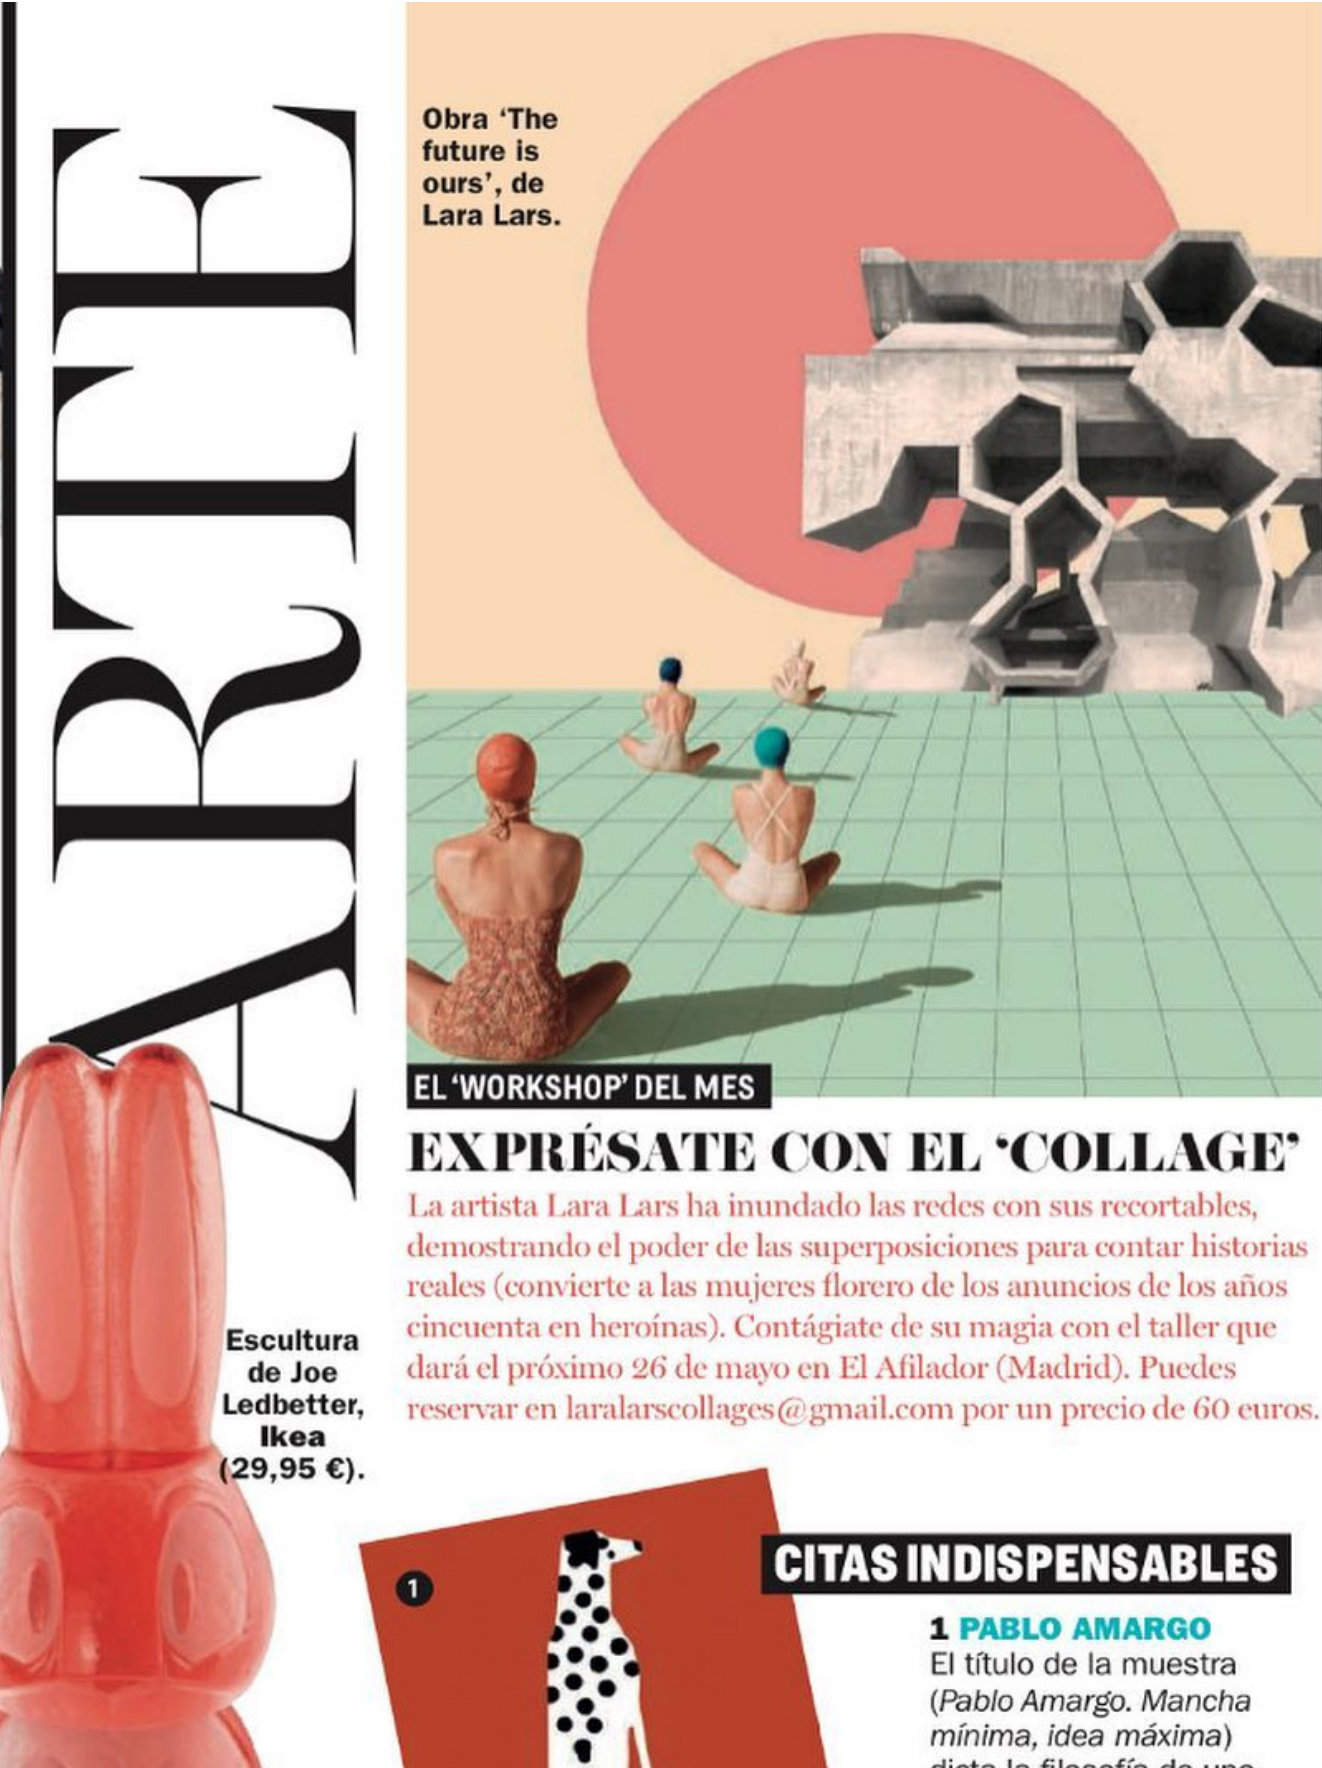 ARTE
Obra ‘The
future is
ours’, de
Lara Lars.
EL ‘WORKSHOP’ DEL MES
EXPRÉSATE CON EL ‘COLLAGE’
La artista Lara Lars ha inundado las redes con sus recortables,
demostrando el poder de las superposiciones para contar historias
reales (convierte a las mujeres florero de los anuncios de los años
cincuenta en heroínas). Contágiate de su magia con el taller que
dará el próximo 26 de mayo en El Afilador (Madrid). Puedes
reservar en laralarscollages@gmail.com por un precio de 60 euros.
Escultura
de Joe
Ledbetter,
Ikea
(29,95 €).
1
CITAS INDISPENSABLES
1 PABLO AMARGO
El título de la muestra
(Pablo Amargo. Mancha
mínima, idea máxima)
dicta la filosofía de uno